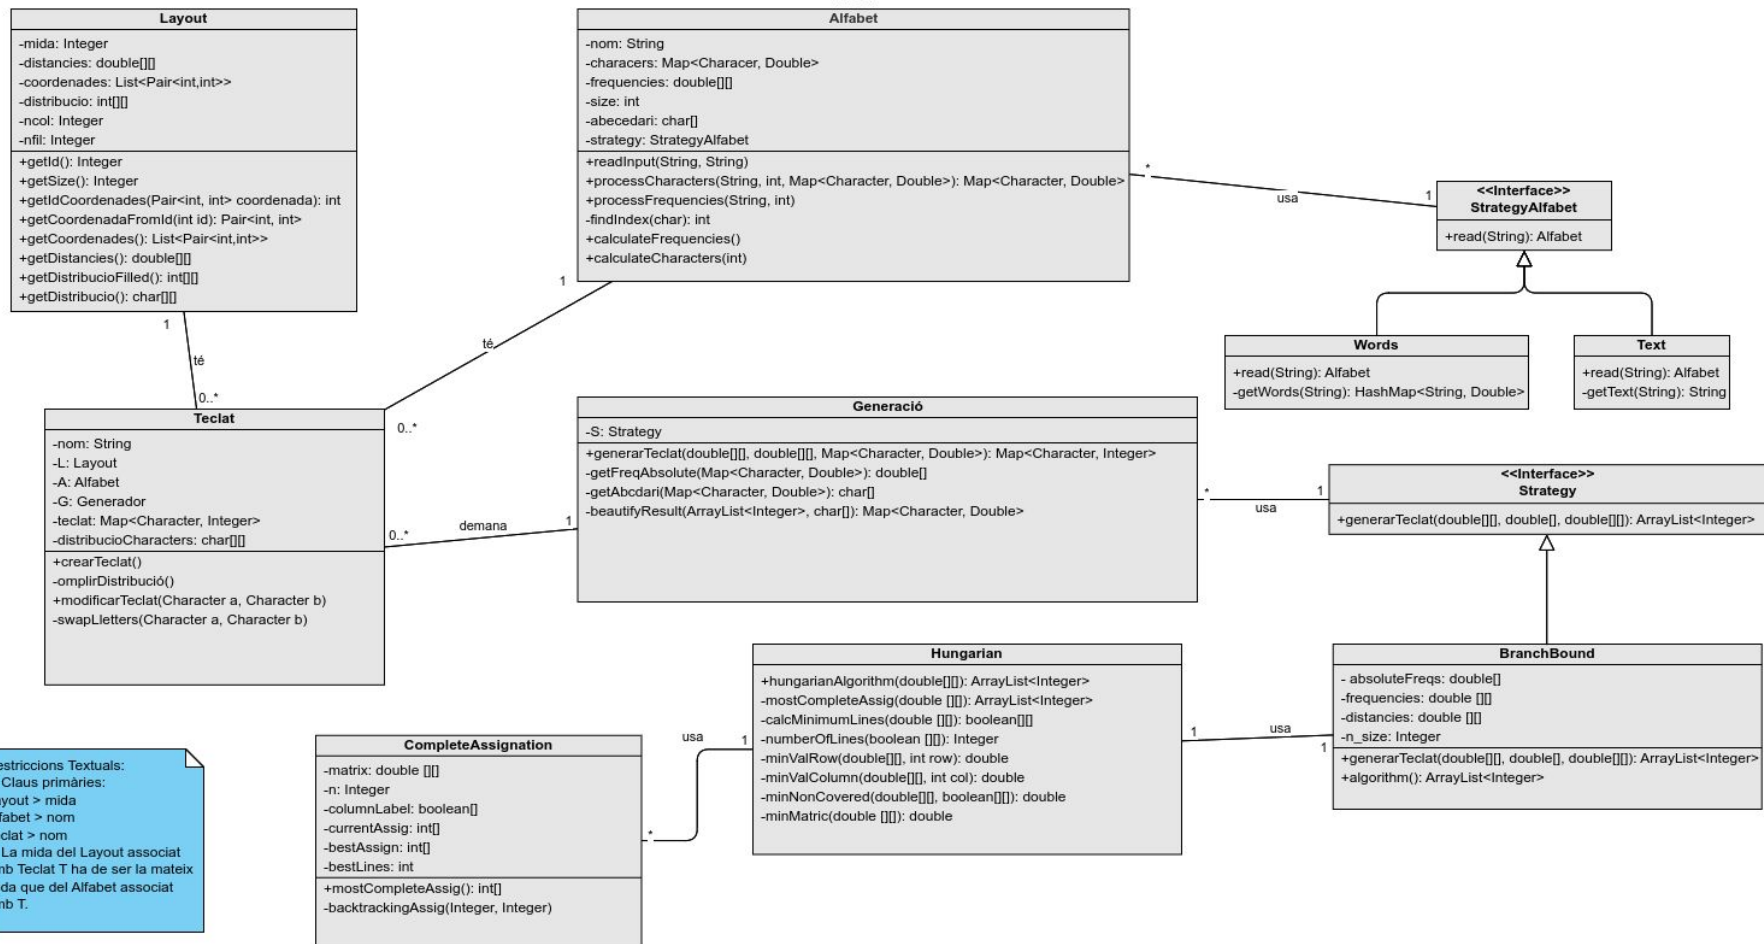 Layout
-mida: Integer
-distancies: double[][]
-coordenades: List<Pair<int,int>>
-distribucio: int[][]
-ncol: Integer
-nfil: Integer
+getId(): Integer
+getSize(): Integer
+getIdCoordenades(Pair<int, int> coordenada): int
+getCoordenadaFromId(int id): Pair<int, int>
+getCoordenades(): List<Pair<int,int>>
+getDistancies(): double[][]
+getDistribucioFilled(): int[][]
+getDistribucio(): char[][]
Alfabet
-nom: String
-characers: Map<Characer, Double>
-frequencies: double[][]
-size: int
-abecedari: char[]
-strategy: StrategyAlfabet
+readInput(String, String)
+processCharacters(String, int, Map<Character, Double>): Map<Character, Double>
+processFrequencies(String, int)
-findIndex(char): int
+calculateFrequencies()
+calculateCharacters(int)
*
usa
1
<<Interface>>
StrategyAlfabet
+read(String): Alfabet
Words
+read(String): Alfabet
-getWords(String): HashMap<String, Double>
Text
+read(String): Alfabet
-getText(String): String
1
té
0..*
1
té
0..*
Teclat
-nom: String
-L: Layout
-A: Alfabet
-G: Generador
-teclat: Map<Character, Integer>
-distribucioCharacters: char[][]
+crearTeclat()
-omplirDistribució()
+modificarTeclat(Character a, Character b)
-swapLletters(Character a, Character b)
0..*
demana
1
Generació
-S: Strategy
+generarTeclat(double[][], double[][], Map<Character, Double>): Map<Character, Integer>
-getFreqAbsolute(Map<Character, Double>): double[]
-getAbcdari(Map<Character, Double>): char[]
-beautifyResult(ArrayList<Integer>, char[]): Map<Character, Double>
*
usa
1
<<Interface>>
Strategy
+generarTeclat(double[][], double[], double[][]): ArrayList<Integer>
BranchBound
- absoluteFreqs: double[]
-frequencies: double [][]
-distancies: double [][]
-n_size: Integer
+generarTeclat(double[][], double[], double[][]): ArrayList<Integer>
+algorithm(): ArrayList<Integer>
1
usa
1
Hungarian
+hungarianAlgorithm(double[][]): ArrayList<Integer>
-mostCompleteAssig(double [][]): ArrayList<Integer>
-calcMinimumLines(double [][]): boolean[][]
-numberOfLines(boolean [][]): Integer
-minValRow(double[][], int row): double
-minValColumn(double[][], int col): double
-minNonCovered(double[][], boolean[][]): double
-minMatric(double [][]): double
usa
1
*
CompleteAssignation
-matrix: double [][]
-n: Integer
-columnLabel: boolean[]
-currentAssig: int[]
-bestAssign: int[]
-bestLines: int
+mostCompleteAssig(): int[]
-backtrackingAssig(Integer, Integer)
estriccions Textuals:
Claus primàries:
yout > mida
fabet > nom
clat > nom
La mida del Layout associat
mb Teclat T ha de ser la mateix
da que del Alfabet associat
mb T.